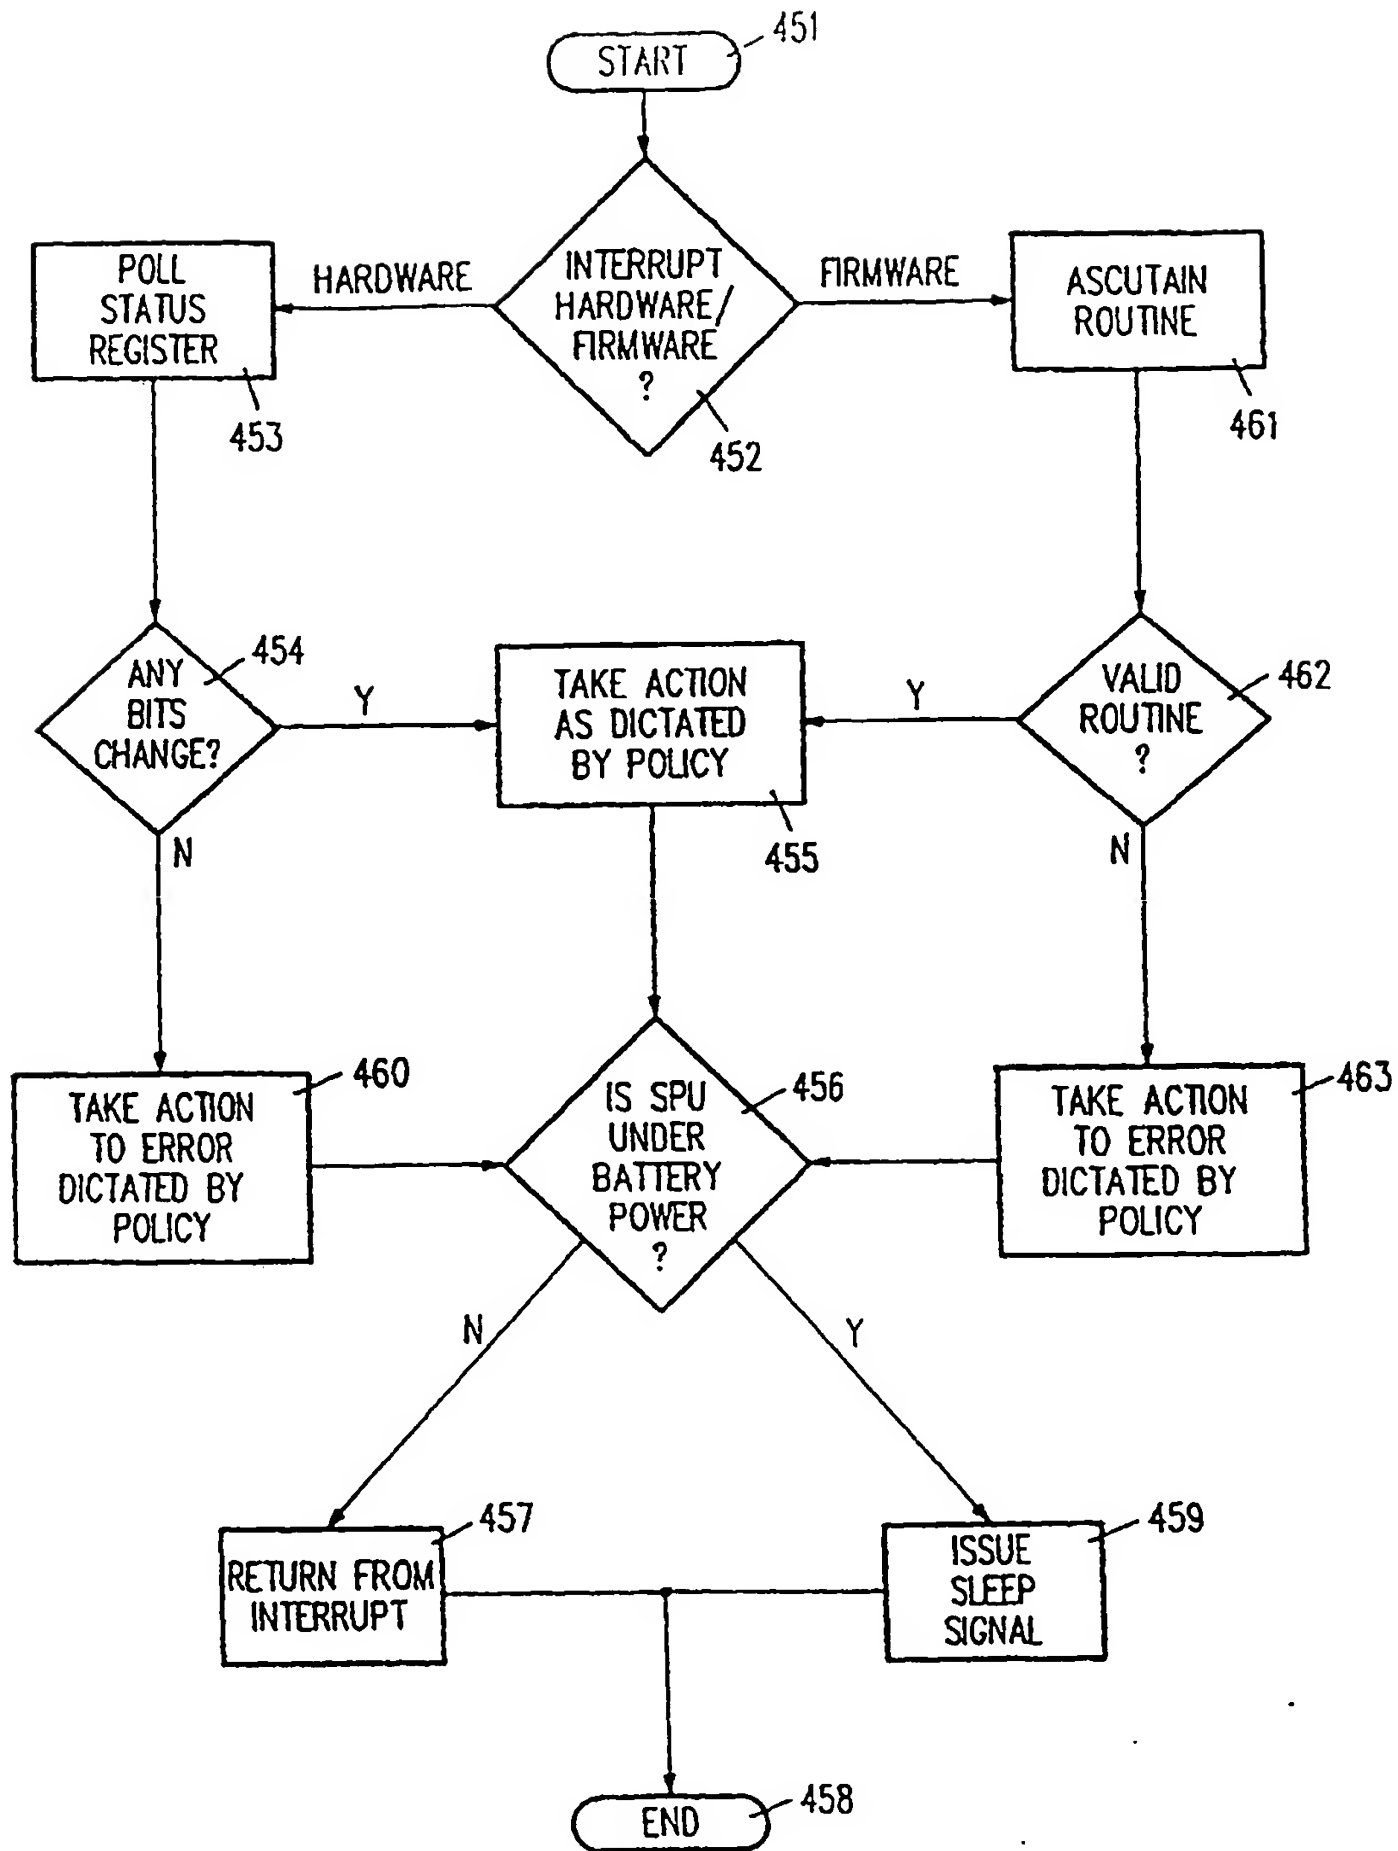 451
START
INTERRUPT
HARDWARE/
FIRMWARE
?
452
HARDWARE
FIRMWARE
POLL
STATUS
REGISTER
453
ASCUTAIN
ROUTINE
461
ANY
BITS
CHANGE?
454
Y
N
TAKE ACTION
AS DICTATED
BY POLICY
455
VALID
ROUTINE
?
462
Y
N
TAKE ACTION
TO ERROR
DICTATED BY
POLICY
460
IS SPU
UNDER
BATTERY
POWER
?
456
TAKE ACTION
TO ERROR
DICTATED BY
POLICY
463
N
Y
RETURN FROM
INTERRUPT
457
ISSUE
SLEEP
SIGNAL
459
END
458